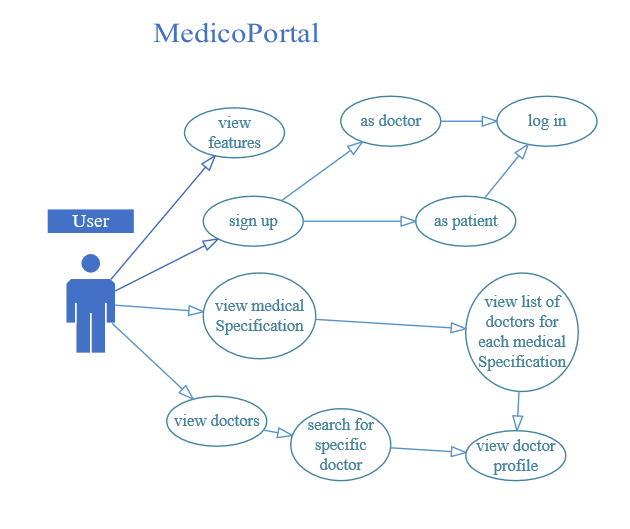 MedicoPortal
view
features
as doctor
log in
User
sign up
as patient
view medical
Specification
view list of
doctors for
each medical
Specification
view doctors
search for
specific
doctor
view doctor
profile